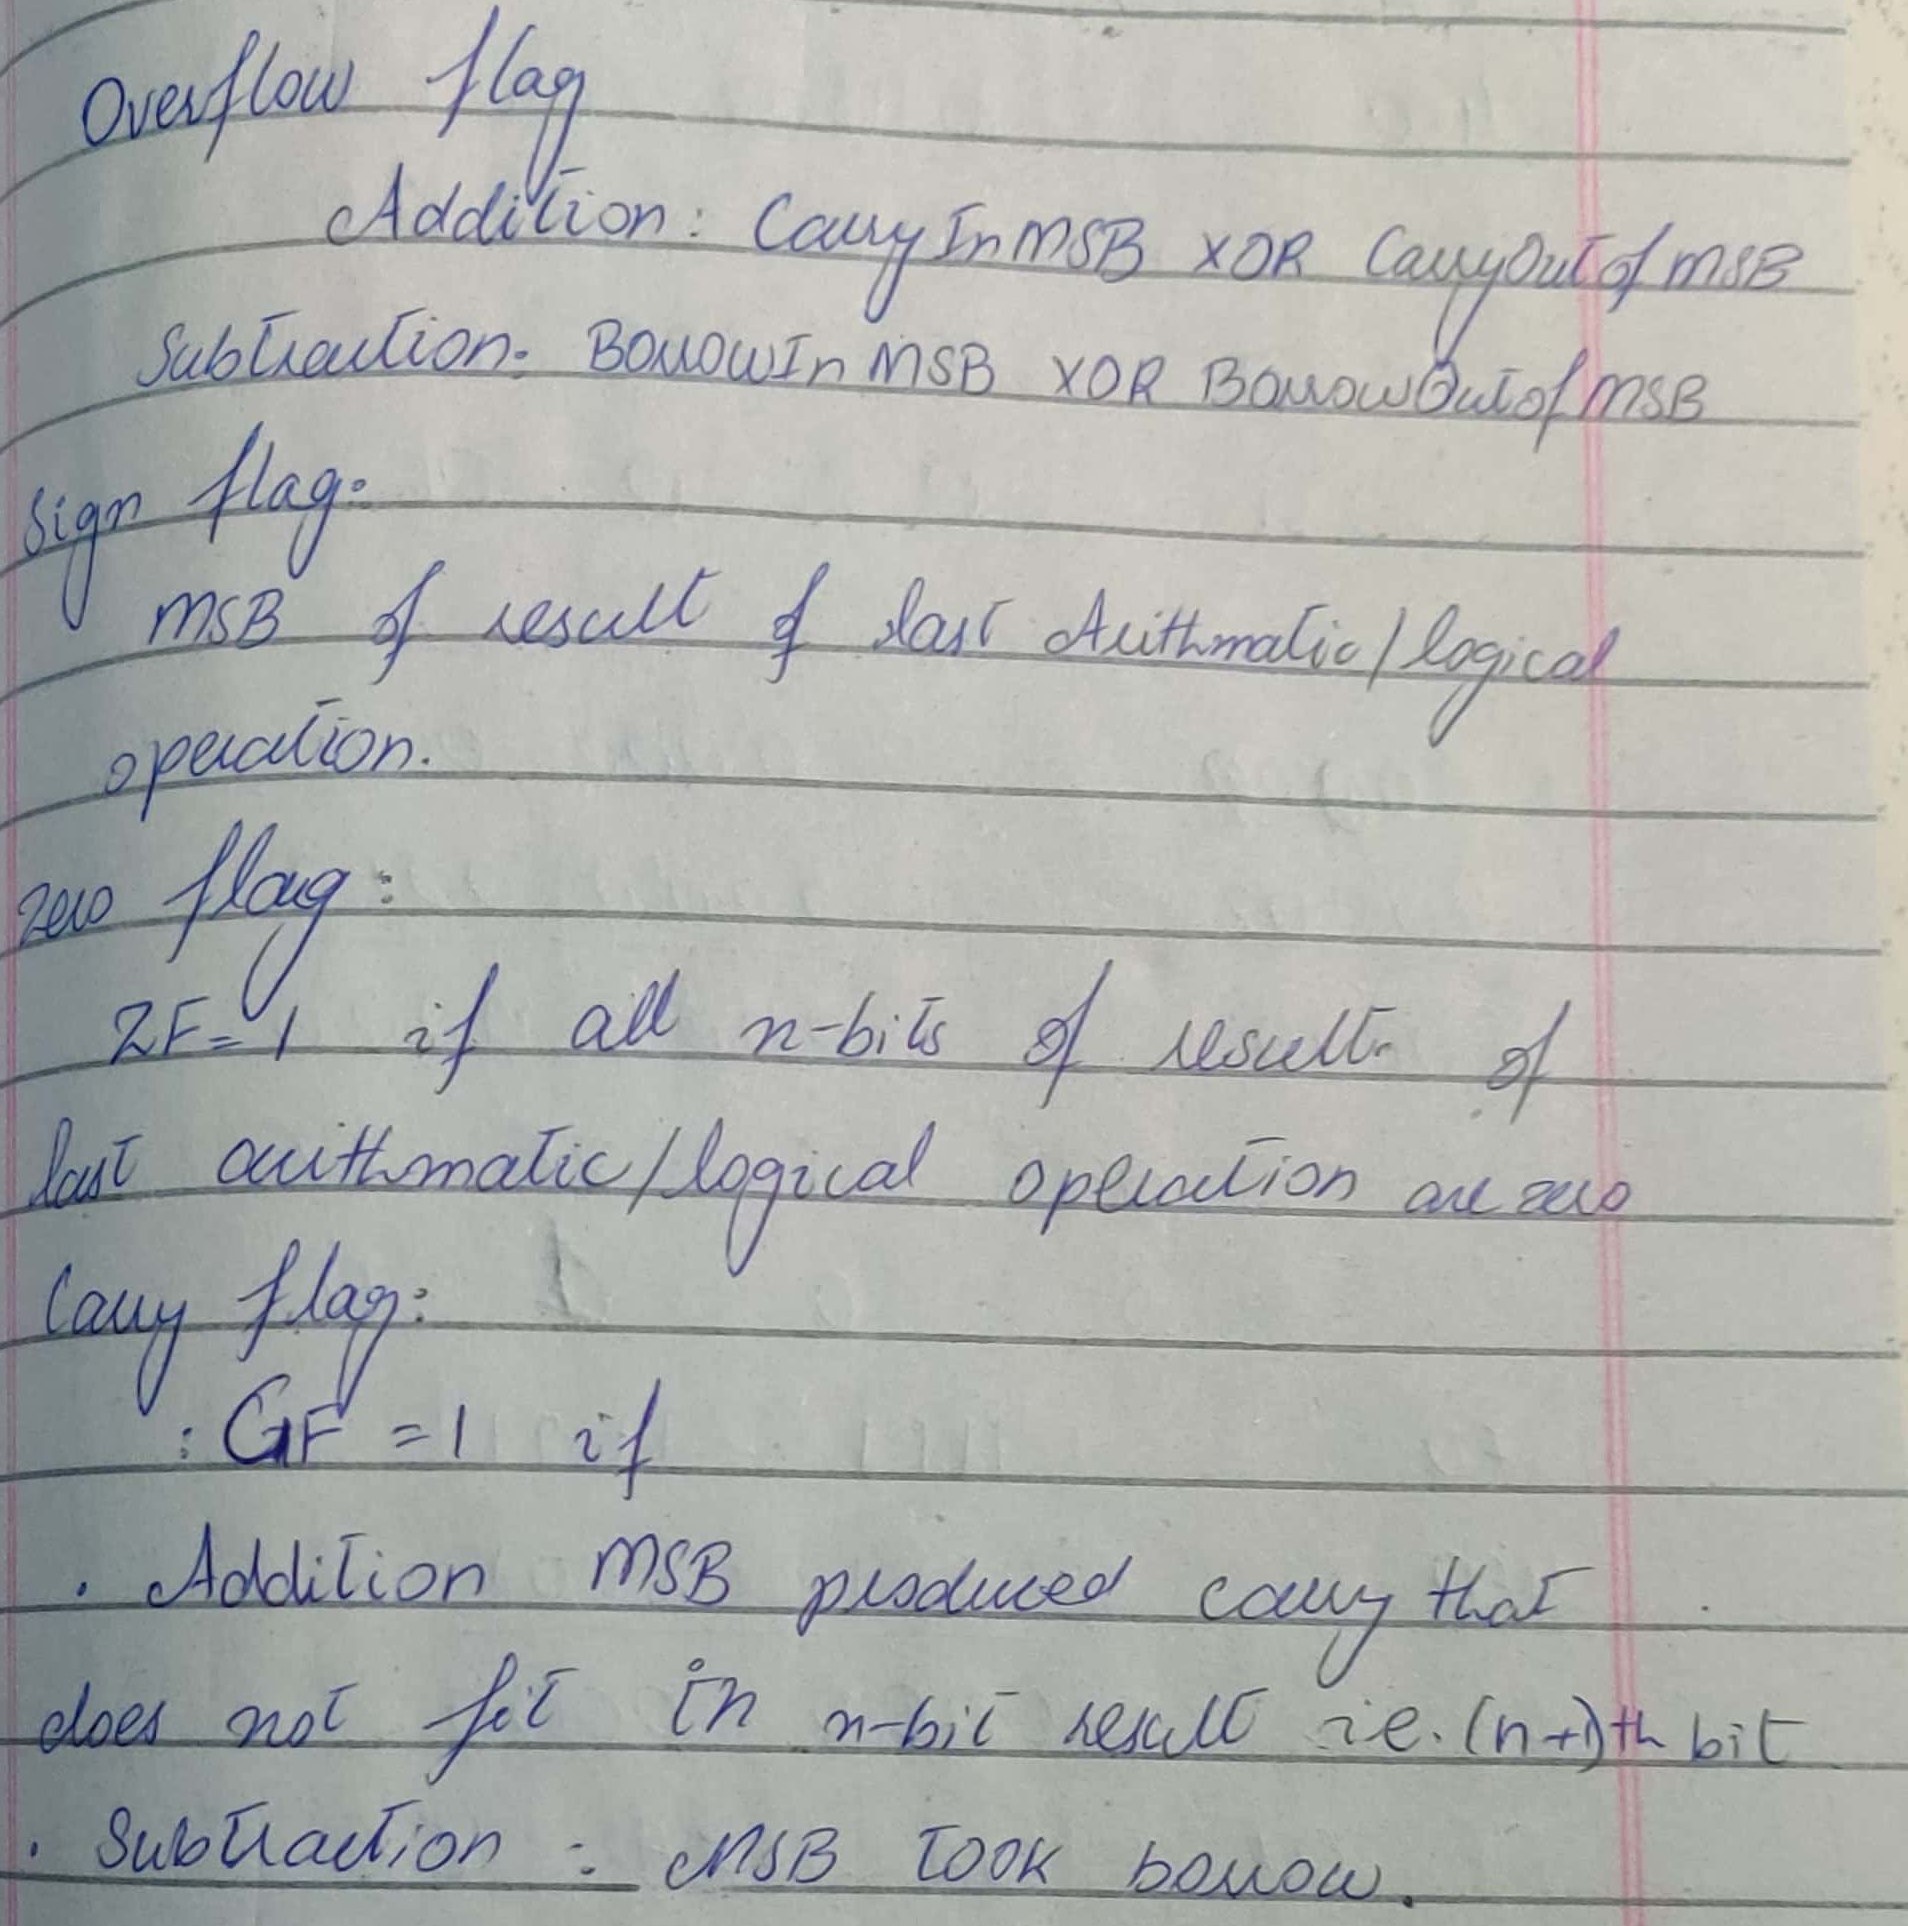 Overflow flag
Addition: CarryInMSB XOR CarryOutofMSB
Subtraction: BorrowIn MSB XOR BorrowOutofMSB
Sign flag:
MSB of result of last Arithmatic/logical
operation.
zero flag:
ZF=1 if all n-bits of result of
last arithmatic/logical operation are zero
Carry flag:
: CF =1 if
. Addition MSB produced carry that
does not fit in n-bit result ie. (n+1)th bit
. Subtraction : MSB took borrow.